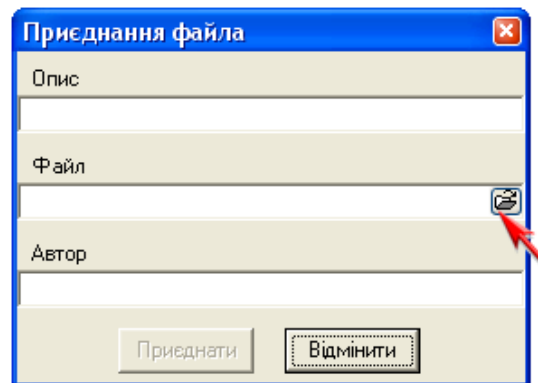 Приєднання файла
Опис
Файл
Автор
Приєднати Відмінити